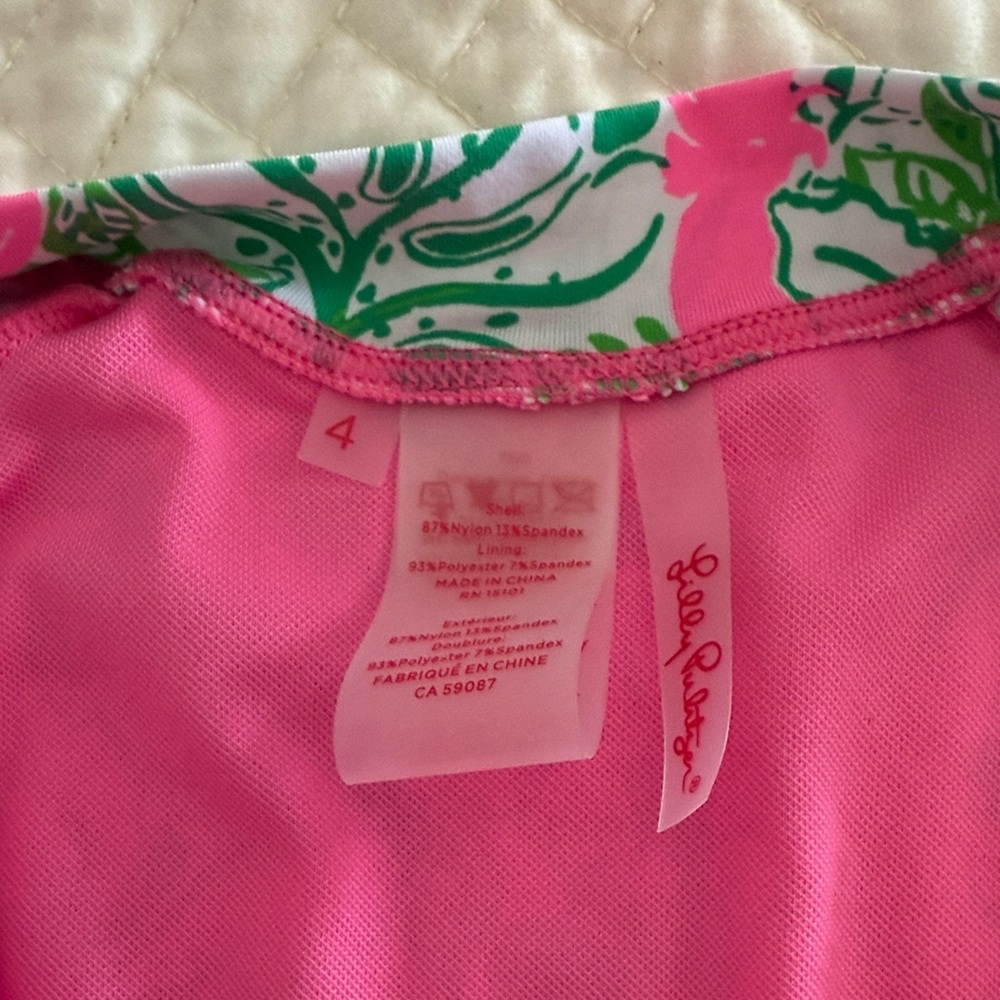 4
Shell:
87%Nylon 13%Spandex
Lining:
93%Polyester 7%Spandex
MADE IN CHINA
RN 15101
Extérieur:
87%Nylon 13%Spandex
Doublure:
93%Polyester 7%Spandex
FABRIQUÉ EN CHINE
CA 59087
Lilly Pulitzer®